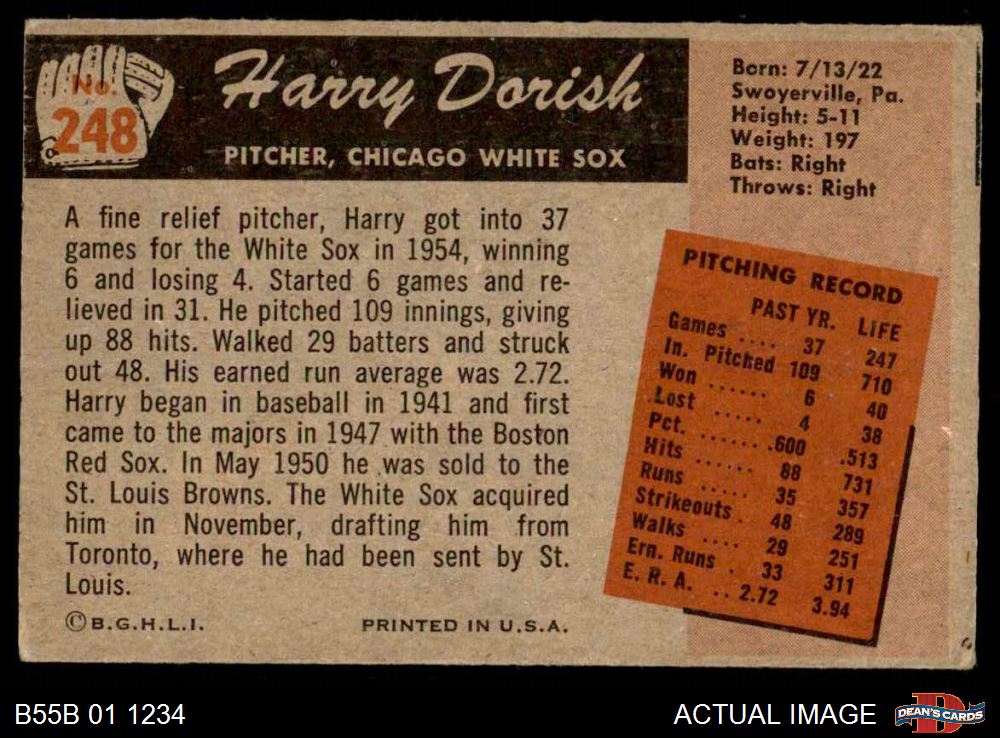 No.
248
Harry Dorish
PITCHER, CHICAGO WHITE SOX
Born: 7/13/22
Swoyerville, Pa.
Height: 5-11
Weight: 197
Bats: Right
Throws: Right
A fine relief pitcher, Harry got into 37
games for the White Sox in 1954, winning
6 and losing 4. Started 6 games and re-
lieved in 31. He pitched 109 innings, giving
up 88 hits. Walked 29 batters and struck
out 48. His earned run average was 2.72.
Harry began in baseball in 1941 and first
came to the majors in 1947 with the Boston
Red Sox. In May 1950 he was sold to the
St. Louis Browns. The White Sox acquired
him in November, drafting him from
Toronto, where he had been sent by St.
Louis.
©B.G.H.L.I. PRINTED IN U.S.A.
PITCHING RECORD
PAST YR. LIFE
Games .... 37 247
In. Pitched 109 710
Won ...... 6 40
Lost ..... 4 38
Pct. ....... .600 .513
Hits ...... 88 731
Runs ..... 35 357
Strikeouts . 48 289
Walks .... 29 251
Ern. Runs . 33 311
E. R. A. .. 2.72 3.94
B55B 01 1234
ACTUAL IMAGE
D
DEAN'S CARDS